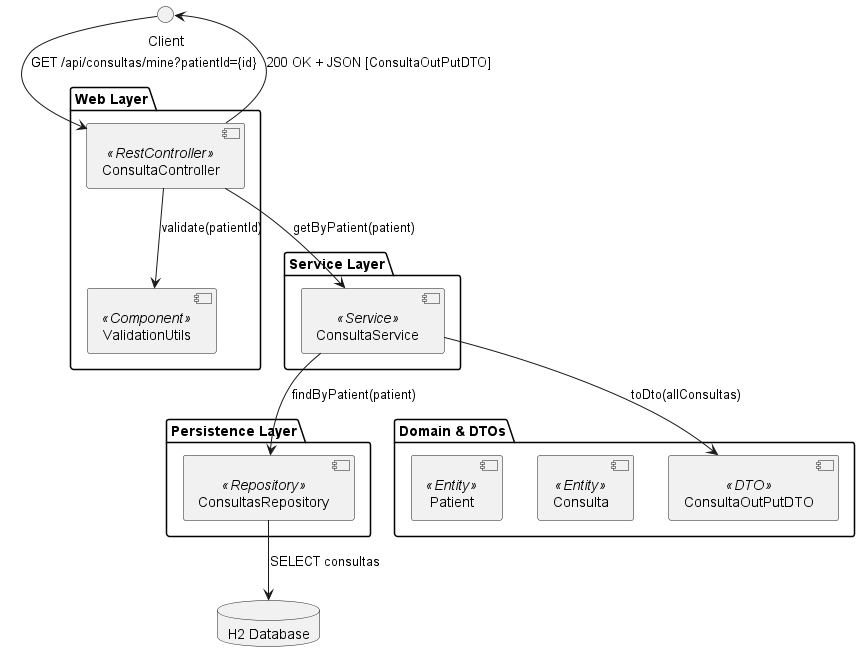 Client
GET /api/consultas/mine?patientId={id}
200 OK + JSON [ConsultaOutPutDTO]
Web Layer
«RestController»
ConsultaController
validate(patientId)
getByPatient(patient)
Service Layer
«Component»
ValidationUtils
«Service»
ConsultaService
findByPatient(patient)
toDto(allConsultas)
Persistence Layer
Domain & DTOs
«Repository»
ConsultasRepository
«Entity»
Patient
«Entity»
Consulta
«DTO»
ConsultaOutPutDTO
SELECT consultas
H2 Database